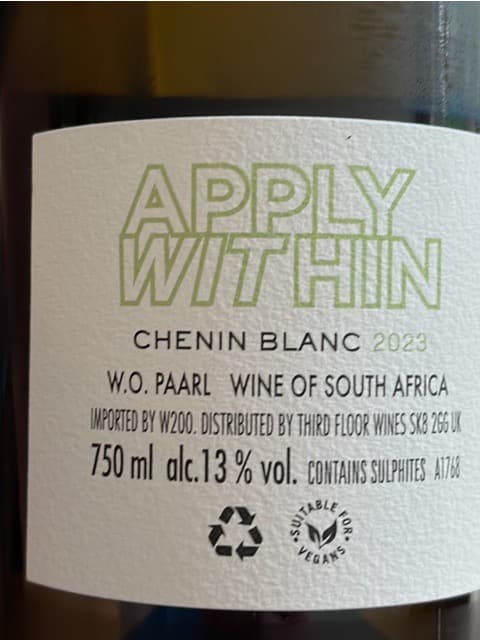 APPLY
WITHIN
CHENIN BLANC 2023
W.O. PAARL WINE OF SOUTH AFRICA
IMPORTED BY W200. DISTRIBUTED BY THIRD FLOOR WINES SK8 2GG UK
750 ml alc.13 % vol. CONTAINS SULPHITES A1768
SUITABLE FOR
VEGANS